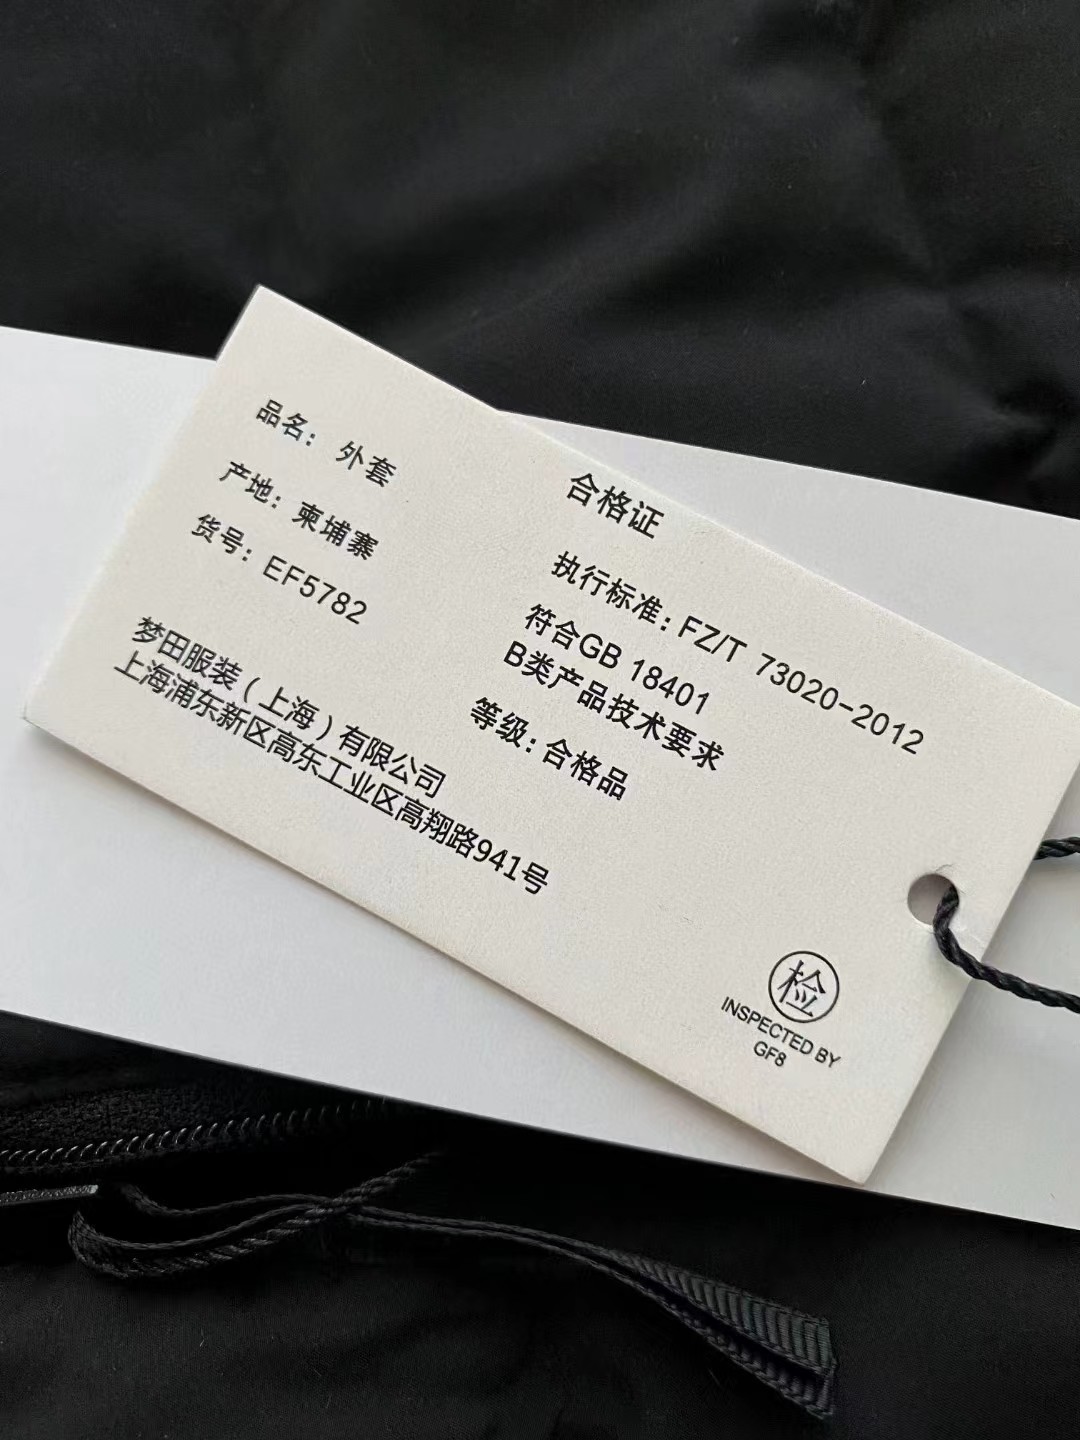 品名： 外套
产地：柬埔寨
货号：EF5782
梦田服装（上海）有限公司
上海浦东新区高东工业区高翔路941号
合格证
执行标准：FZ/T 73020-2012
符合GB 18401
B类产品技术要求
等级：合格品
检
INSPECTED BY
GF8